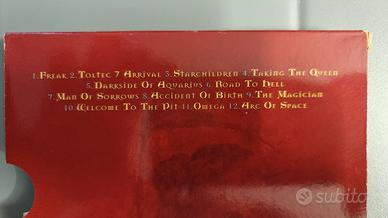 1.Freak 2.Toltec 7 Arrival 3.Starchildren 4.Taking The Queen
5.Darkside Of Aquarius 6.Road To Hell
7.Man Of Sorrows 8.Accident Of Birth 9.The Magician
10.Welcome To The Pit 11.Omega 12.Arc Of Space
subito